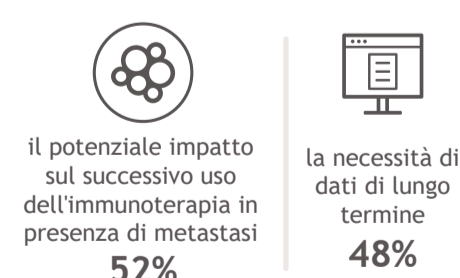 il potenziale impatto
sul successivo uso
dell'immunoterapia in
presenza di metastasi
52%
la necessità di
dati di lungo
termine
48%